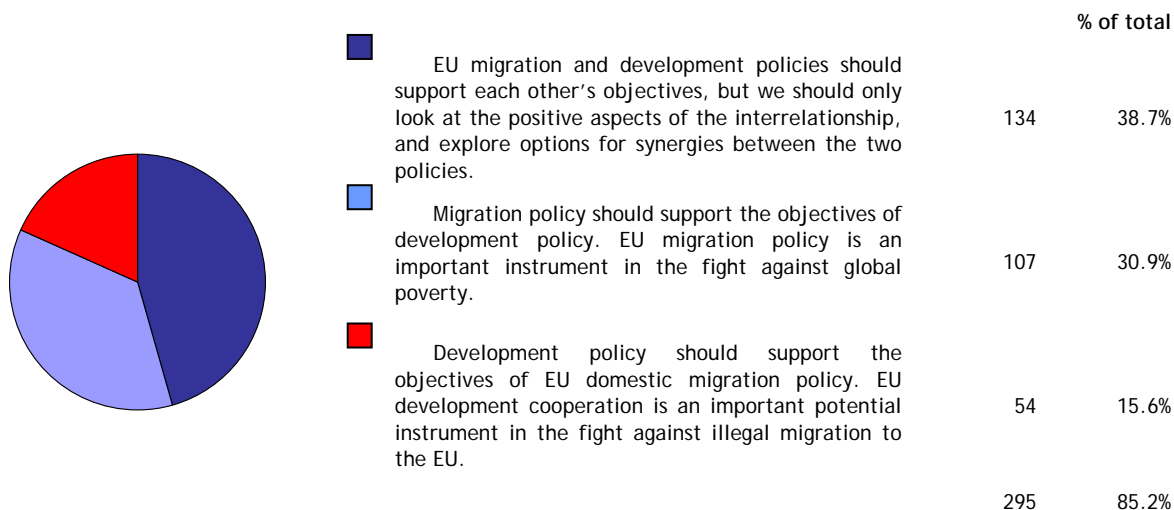 % of total
EU migration and development policies should
support each other's objectives, but we should only
look at the positive aspects of the interrelationship,
and explore options for synergies between the two
policies.
134 38.7%
Migration policy should support the objectives of
development policy. EU migration policy is an
important instrument in the fight against global
poverty.
107 30.9%
Development policy should support the
objectives of EU domestic migration policy. EU
development cooperation is an important potential
instrument in the fight against illegal migration to
the EU.
54 15.6%
295 85.2%